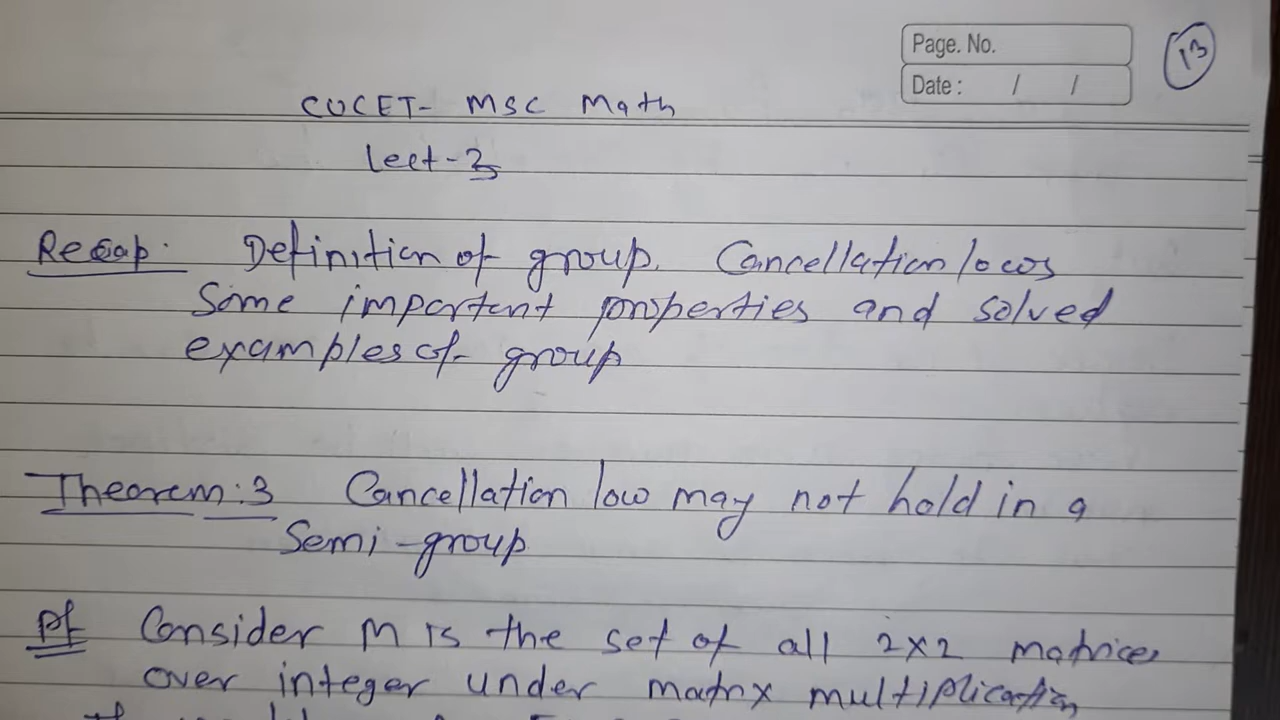 Page. No.
13
Date : / /
CUCET- MSC Math
Lect-3
Recap. Definition of group. Cancellation lows
Some important properties and solved
examples of group
Theorem:3 Cancellation low may not hold in a
Semi-group
Pf Consider M is the set of all 2x2 matrices
over integer under matrix multiplication